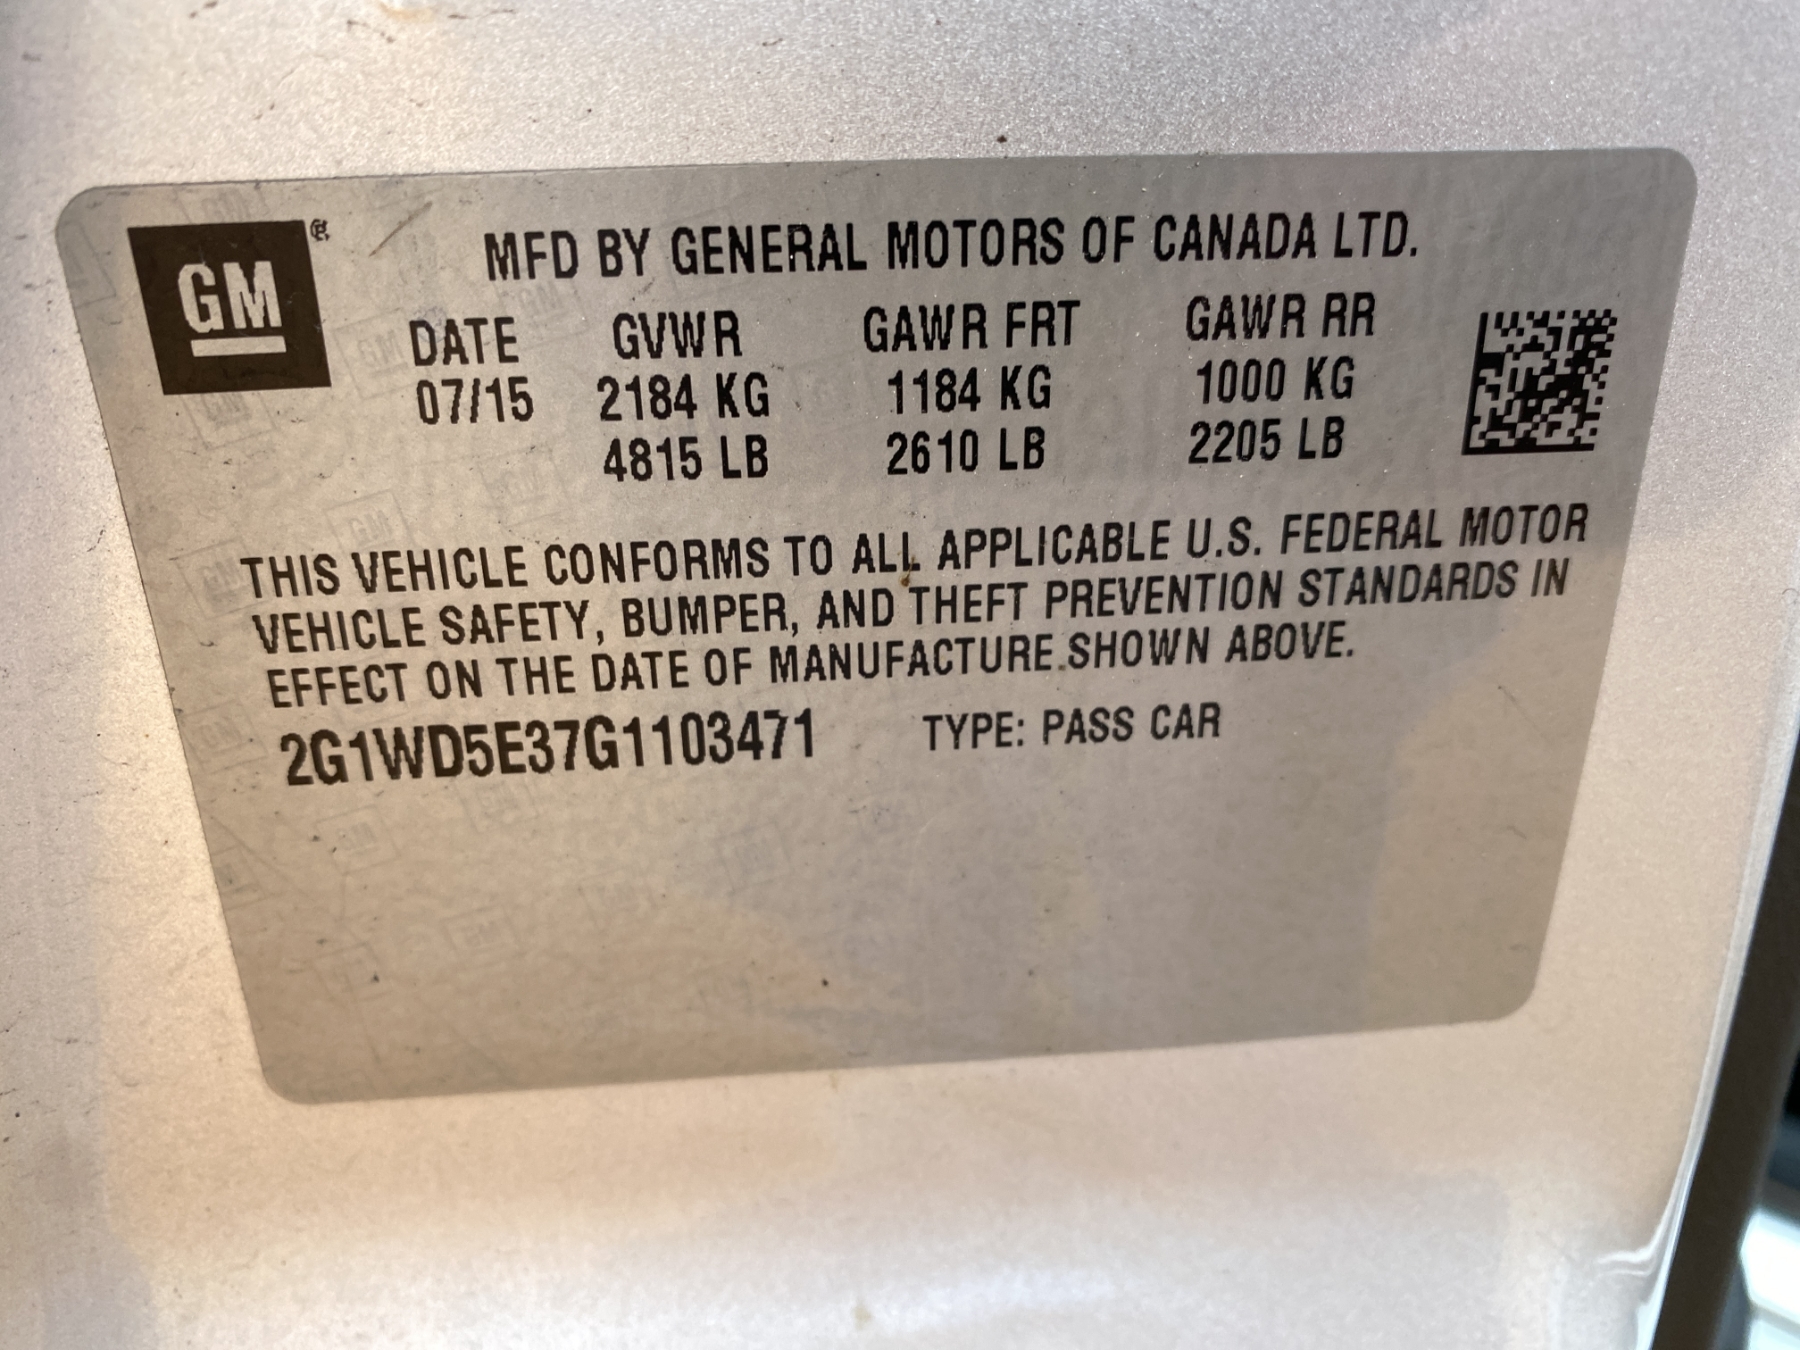 GM ®
MFD BY GENERAL MOTORS OF CANADA LTD.
DATE GVWR GAWR FRT GAWR RR
07/15 2184 KG 1184 KG 1000 KG
4815 LB 2610 LB 2205 LB
THIS VEHICLE CONFORMS TO ALL APPLICABLE U.S. FEDERAL MOTOR
VEHICLE SAFETY, BUMPER, AND THEFT PREVENTION STANDARDS IN
EFFECT ON THE DATE OF MANUFACTURE SHOWN ABOVE.
2G1WD5E37G1103471 TYPE: PASS CAR